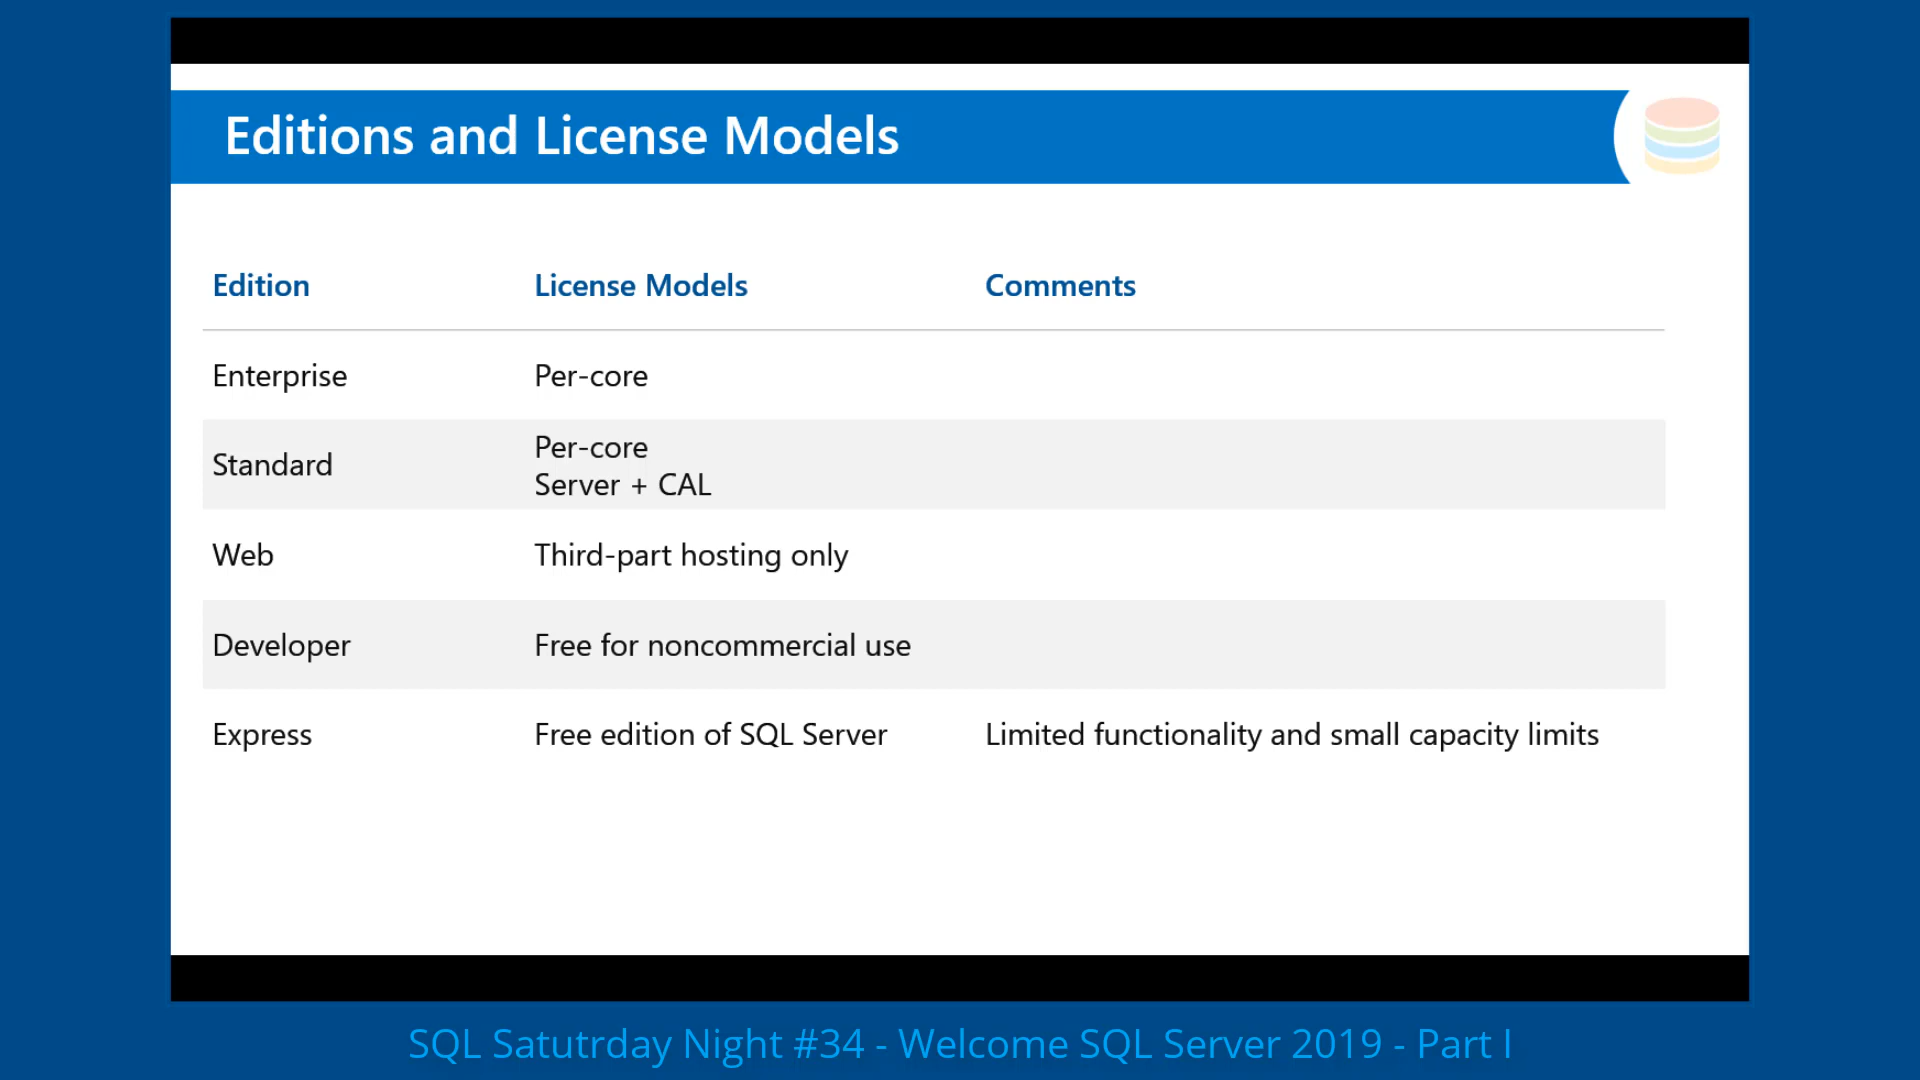 Editions and License Models
Edition License Models Comments
Enterprise Per-core
Standard Per-core
Server + CAL
Web Third-part hosting only
Developer Free for noncommercial use
Express Free edition of SQL Server Limited functionality and small capacity limits
SQL Satutrday Night #34 - Welcome SQL Server 2019 - Part I